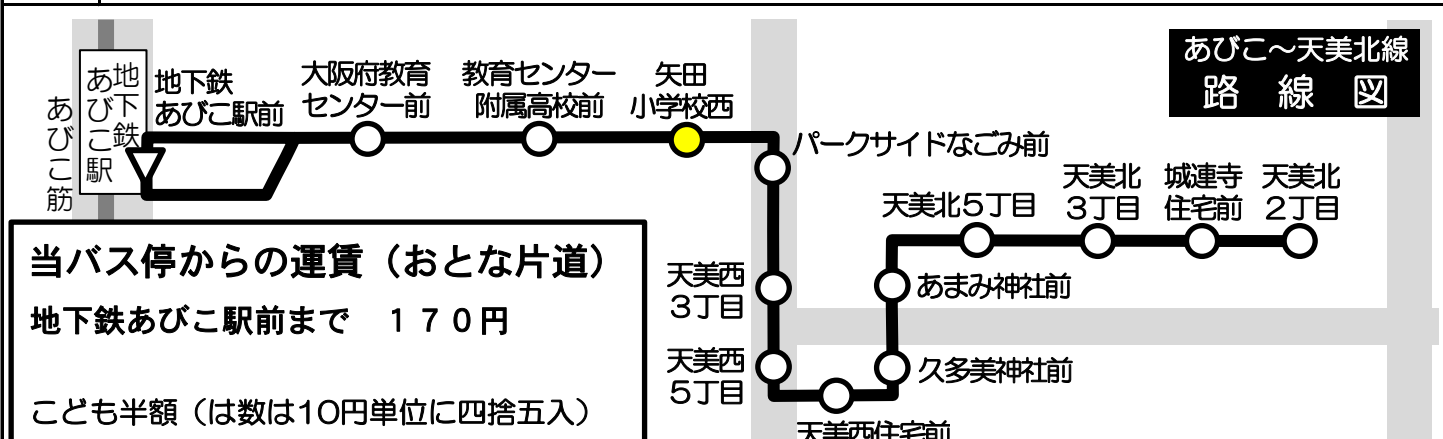 あびこ～天美北線
路線図
あびこ筋
地下鉄
あびこ駅
地下鉄
あびこ駅前
大阪府教育
センター前
教育センター
附属高校前
矢田
小学校西
パークサイドなごみ前
天美西
3丁目
天美西
5丁目
天美西住宅前
久多美神社前
あまみ神社前
天美北5丁目
天美北
3丁目
城連寺
住宅前
天美北
2丁目
当バス停からの運賃（おとな片道）
地下鉄あびこ駅前まで　１７０円
こども半額（は数は10円単位に四捨五入）